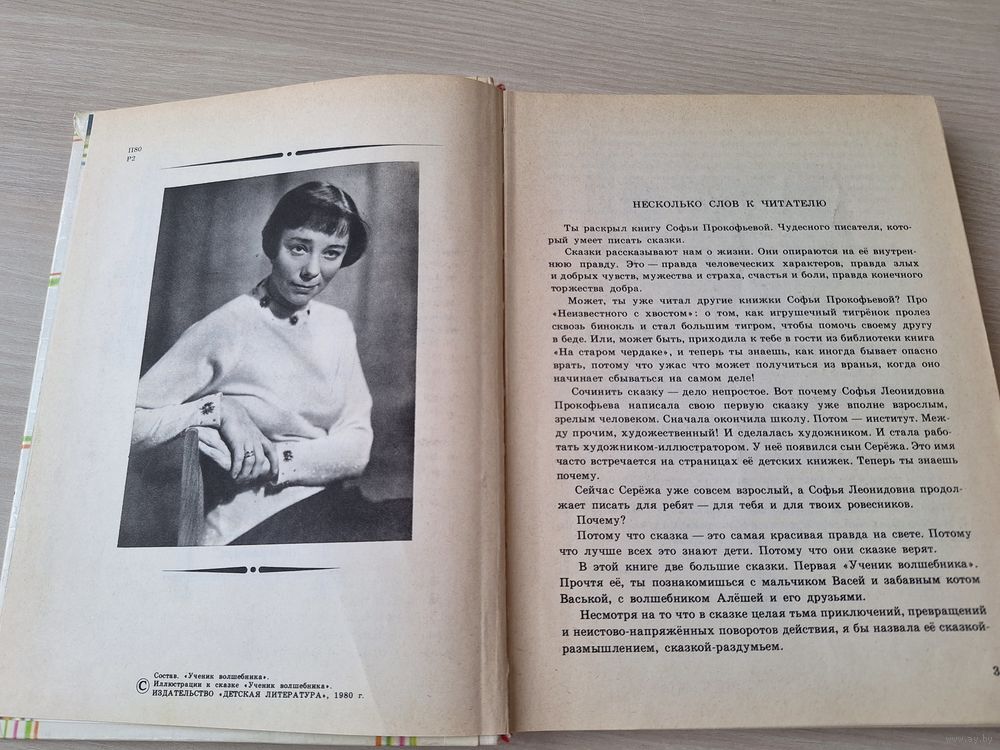 П80
Р2
Состав. «Ученик волшебника».
Иллюстрации к сказке «Ученик волшебника».
© ИЗДАТЕЛЬСТВО «ДЕТСКАЯ ЛИТЕРАТУРА», 1980 г.
НЕСКОЛЬКО СЛОВ К ЧИТАТЕЛЮ
Ты раскрыл книгу Софьи Прокофьевой. Чудесного писателя, кото-
рый умеет писать сказки.
Сказки рассказывают нам о жизни. Они опираются на её внутрен-
нюю правду. Это — правда человеческих характеров, правда злых
и добрых чувств, мужества и страха, счастья и боли, правда конечного
торжества добра.
Может, ты уже читал другие книжки Софьи Прокофьевой? Про
«Неизвестного с хвостом»: о том, как игрушечный тигрёнок пролез
сквозь бинокль и стал большим тигром, чтобы помочь своему другу
в беде. Или, может быть, приходила к тебе в гости из библиотеки книга
«На старом чердаке», и теперь ты знаешь, как иногда бывает опасно
врать, потому что ужас что может получиться из вранья, когда оно
начинает сбываться на самом деле!
Сочинить сказку — дело непростое. Вот почему Софья Леонидовна
Прокофьева написала свою первую сказку уже вполне взрослым,
зрелым человеком. Сначала окончила школу. Потом — институт. Меж-
ду прочим, художественный! И сделалась художником. И стала рабо-
тать художником-иллюстратором. У неё появился сын Серёжа. Это имя
часто встречается на страницах её детских книжек. Теперь ты знаешь
почему.
Сейчас Серёжа уже совсем взрослый, а Софья Леонидовна продол-
жает писать для ребят — для тебя и для твоих ровесников.
Почему?
Потому что сказка — это самая красивая правда на свете. Потому
что лучше всех это знают дети. Потому что они сказке верят.
В этой книге две большие сказки. Первая «Ученик волшебника».
Прочтя её, ты познакомишься с мальчиком Васей и забавным котом
Васькой, с волшебником Алёшей и его друзьями.
Несмотря на то что в сказке целая тьма приключений, превращений
и неистово-напряжённых поворотов действия, я бы назвала её сказкой-
размышлением, сказкой-раздумьем.
3
www.ay.by